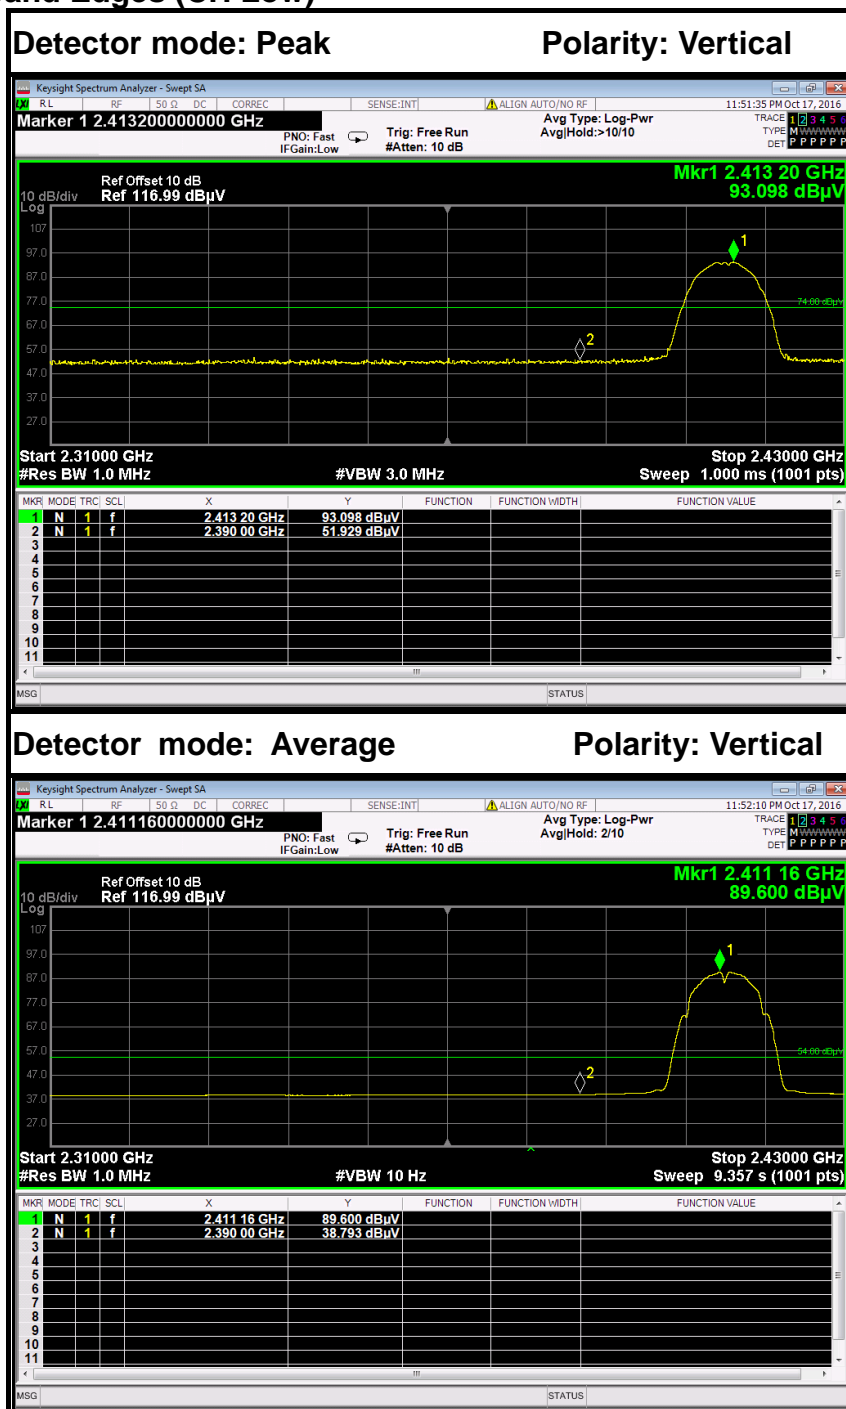 Detector mode: Peak Polarity: Vertical
Keysight Spectrum Analyzer - Swept SA
LXI RL RF 50 Ω DC CORREC SENSE:INT ALIGN AUTO/NO RF 11:51:35 PM Oct 17, 2016
Marker 1 2.413200000000 GHz
PNO: Fast
IFGain:Low
Trig: Free Run
#Atten: 10 dB
Avg Type: Log-Pwr
Avg|Hold:>10/10
TRACE 1 2 3 4 5 6
TYPE M WWWWW
DET P P P P P P
Mkr1 2.413 20 GHz
93.098 dBµV
Ref Offset 10 dB
10 dB/div Ref 116.99 dBµV
Log
107
97.0
87.0
77.0
67.0
57.0
47.0
37.0
27.0
1
74.00 dBµV
2
Start 2.31000 GHz Stop 2.43000 GHz
#Res BW 1.0 MHz #VBW 3.0 MHz Sweep 1.000 ms (1001 pts)
MKR MODE TRC SCL X Y FUNCTION FUNCTION WIDTH FUNCTION VALUE
1 N 1 f 2.413 20 GHz 93.098 dBµV
2 N 1 f 2.390 00 GHz 51.929 dBµV
3
4
5
6
7
8
9
10
11
MSG STATUS
Detector mode: Average Polarity: Vertical
Keysight Spectrum Analyzer - Swept SA
LXI RL RF 50 Ω DC CORREC SENSE:INT ALIGN AUTO/NO RF 11:52:10 PM Oct 17, 2016
Marker 1 2.411160000000 GHz
PNO: Fast
IFGain:Low
Trig: Free Run
#Atten: 10 dB
Avg Type: Log-Pwr
Avg|Hold: 2/10
TRACE 1 2 3 4 5 6
TYPE M WWWWW
DET P P P P P P
Mkr1 2.411 16 GHz
89.600 dBµV
Ref Offset 10 dB
10 dB/div Ref 116.99 dBµV
Log
107
97.0
87.0
77.0
67.0
57.0
47.0
37.0
27.0
1
54.00 dBµV
2
Start 2.31000 GHz Stop 2.43000 GHz
#Res BW 1.0 MHz #VBW 10 Hz Sweep 9.357 s (1001 pts)
MKR MODE TRC SCL X Y FUNCTION FUNCTION WIDTH FUNCTION VALUE
1 N 1 f 2.411 16 GHz 89.600 dBµV
2 N 1 f 2.390 00 GHz 38.793 dBµV
3
4
5
6
7
8
9
10
11
MSG STATUS